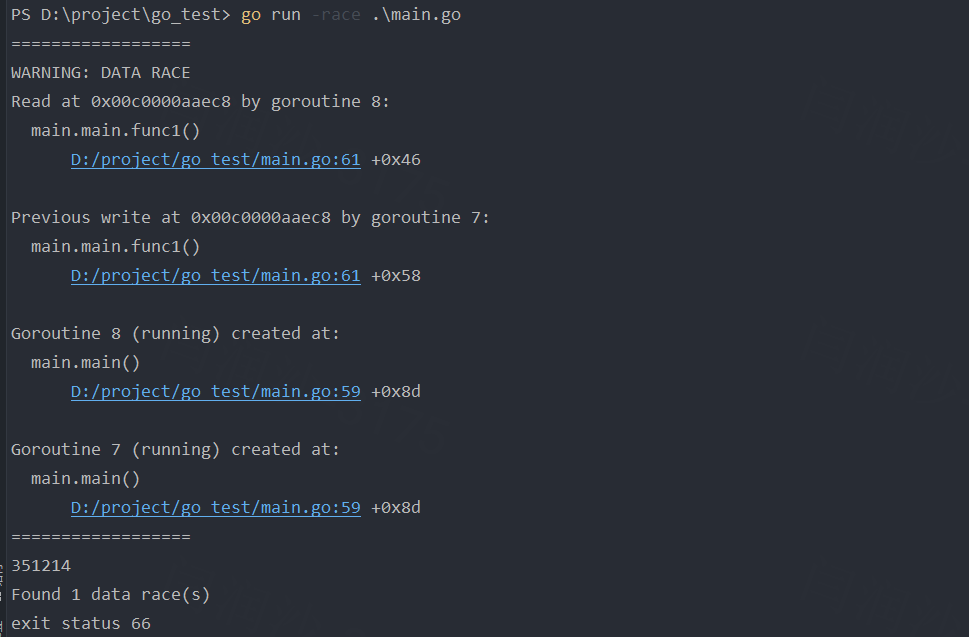 PS D:\project\go_test> go run -race .\main.go
==================
WARNING: DATA RACE
Read at 0x00c0000aaec8 by goroutine 8:
main.main.func1()
D:/project/go_test/main.go:61 +0x46
Previous write at 0x00c0000aaec8 by goroutine 7:
main.main.func1()
D:/project/go_test/main.go:61 +0x58
Goroutine 8 (running) created at:
main.main()
D:/project/go_test/main.go:59 +0x8d
Goroutine 7 (running) created at:
main.main()
D:/project/go_test/main.go:59 +0x8d
==================
351214
Found 1 data race(s)
exit status 66